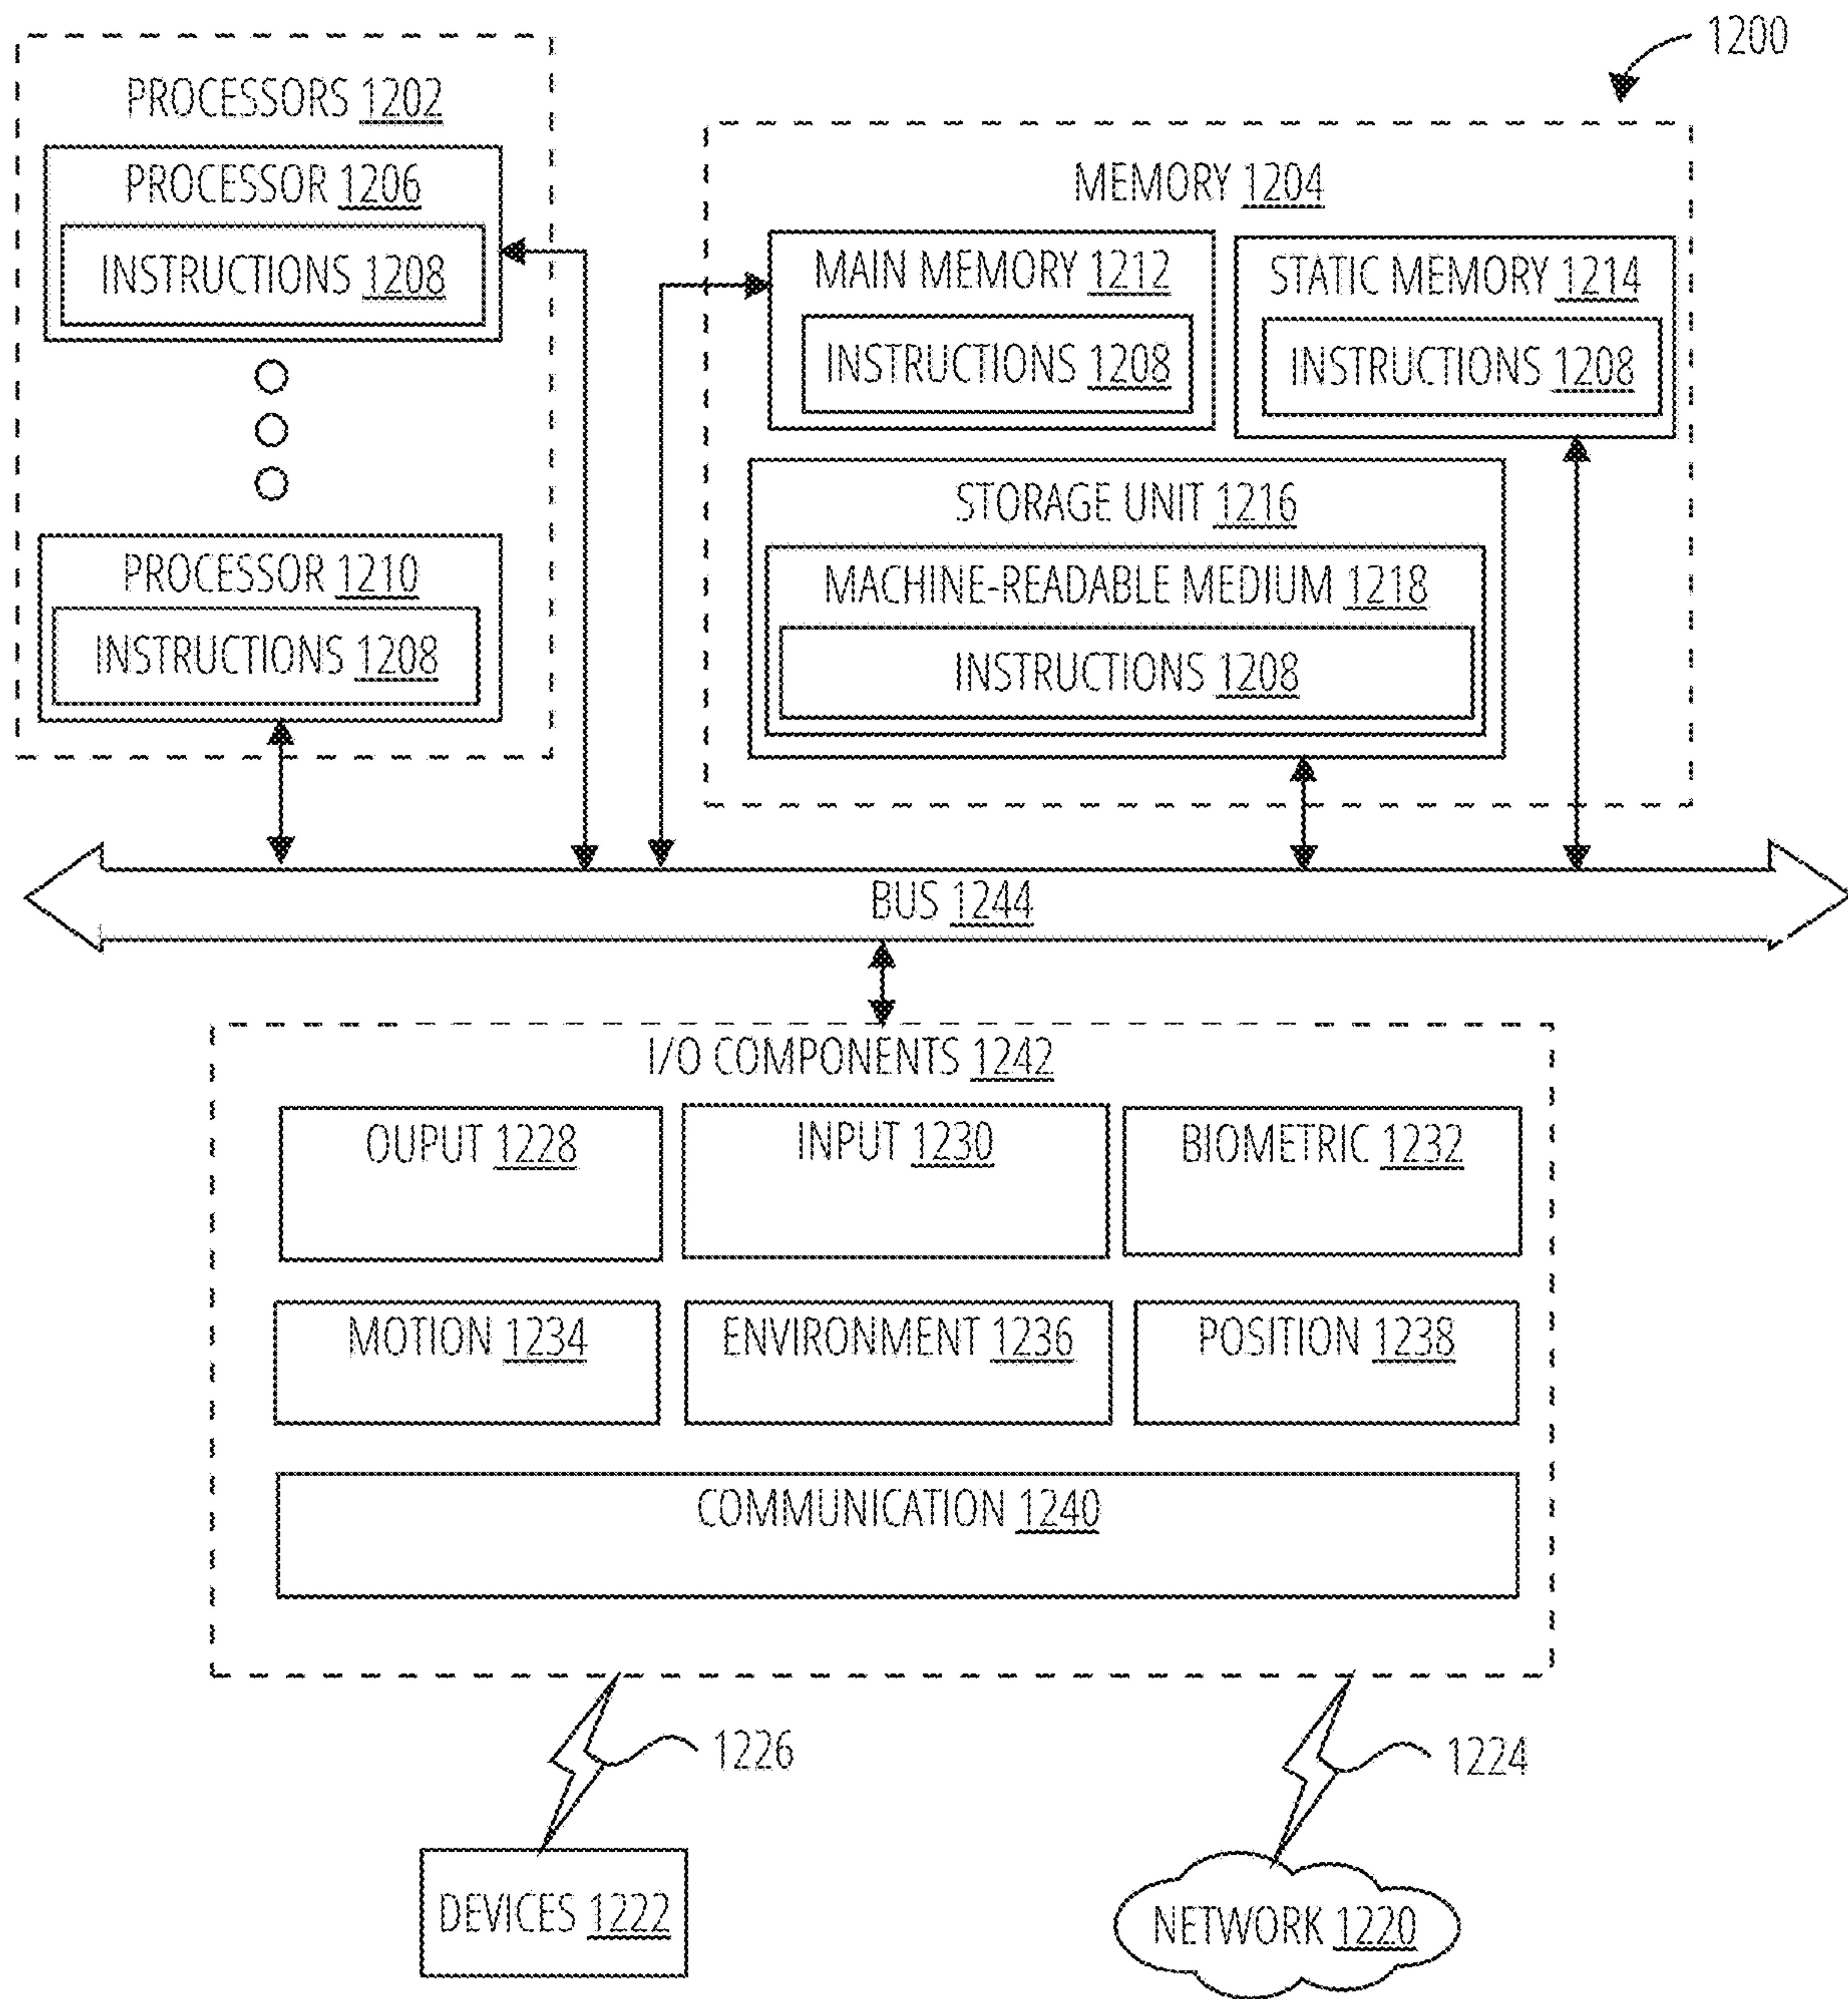 1200
PROCESSORS 1202
PROCESSOR 1206
INSTRUCTIONS 1208
PROCESSOR 1210
INSTRUCTIONS 1208
MEMORY 1204
MAIN MEMORY 1212
INSTRUCTIONS 1208
STATIC MEMORY 1214
INSTRUCTIONS 1208
STORAGE UNIT 1216
MACHINE-READABLE MEDIUM 1218
INSTRUCTIONS 1208
BUS 1244
I/O COMPONENTS 1242
OUPUT 1228
INPUT 1230
BIOMETRIC 1232
MOTION 1234
ENVIRONMENT 1236
POSITION 1238
COMMUNICATION 1240
1226
1224
DEVICES 1222
NETWORK 1220